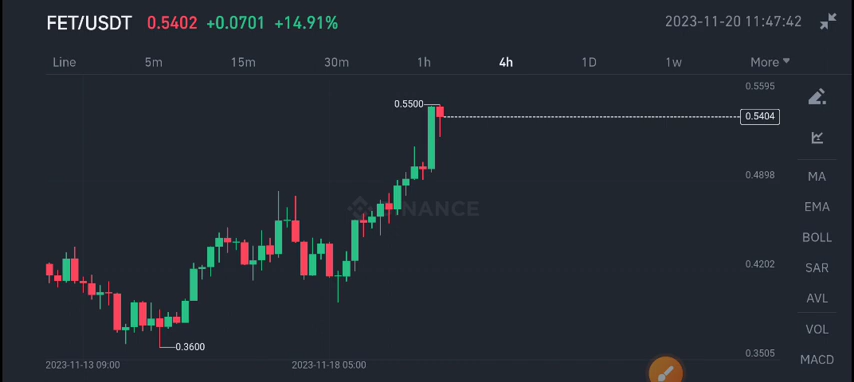 FET/USDT 0.5402 +0.0701 +14.91% 2023-11-20 11:47:42
Line 5m 15m 30m 1h 4h 1D 1w More
0.5595
0.5500
0.5404
0.4898
0.4202
0.3600
0.3505
BINANCE
2023-11-13 09:00 2023-11-18 05:00
MA
EMA
BOLL
SAR
AVL
VOL
MACD